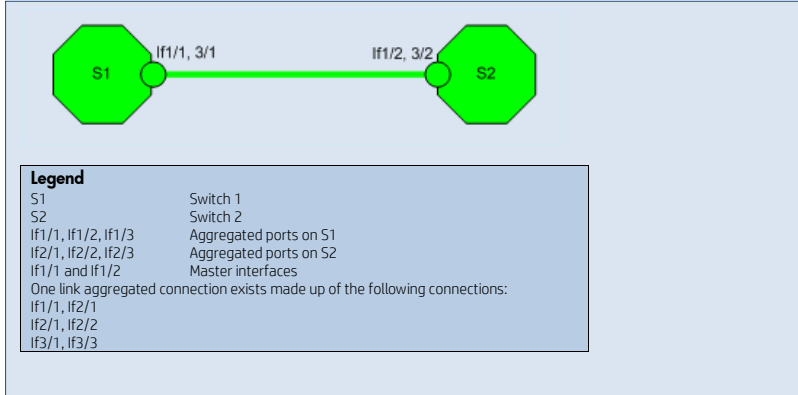 If1/1, 3/1 If1/2, 3/2
S1 S2
Legend
S1 Switch 1
S2 Switch 2
If1/1, If1/2, If1/3 Aggregated ports on S1
If2/1, If2/2, If2/3 Aggregated ports on S2
If1/1 and If1/2 Master interfaces
One link aggregated connection exists made up of the following connections:
If1/1, If2/1
If2/1, If2/2
If3/1, If3/3